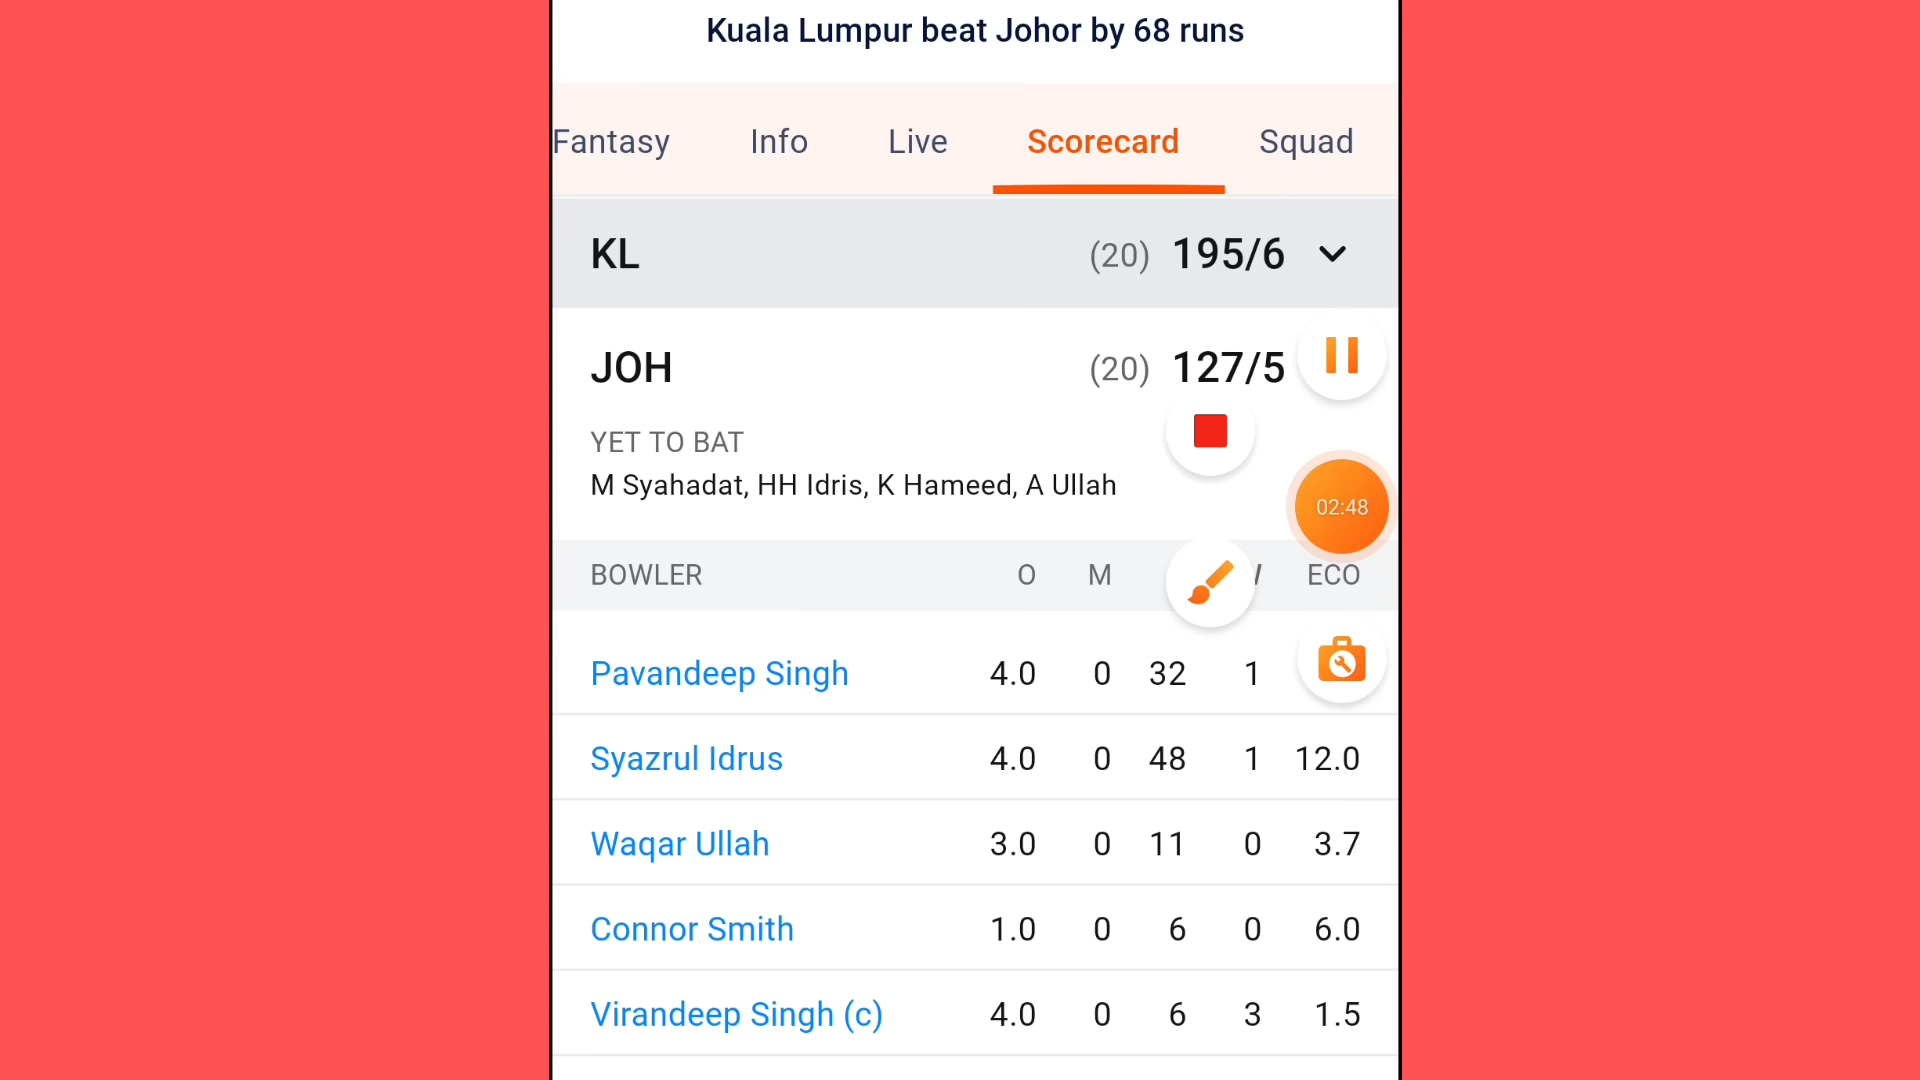 Kuala Lumpur beat Johor by 68 runs
Fantasy Info Live Scorecard Squad
KL (20) 195/6
JOH (20) 127/5
YET TO BAT
M Syahadat, HH Idris, K Hameed, A Ullah
02:48
BOWLER O M ECO
Pavandeep Singh 4.0 0 32 1
Syazrul Idrus 4.0 0 48 1 12.0
Waqar Ullah 3.0 0 11 0 3.7
Connor Smith 1.0 0 6 0 6.0
Virandeep Singh (c) 4.0 0 6 3 1.5